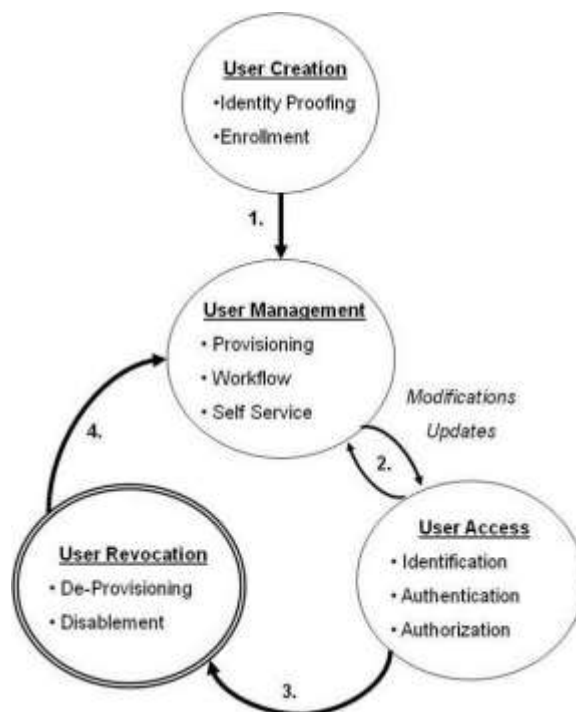 User Creation
•Identity Proofing
•Enrollment
1.
User Management
• Provisioning
• Workflow
• Self Service
Modifications
Updates
2.
4.
User Access
• Identification
• Authentication
• Authorization
User Revocation
• De-Provisioning
• Disablement
3.